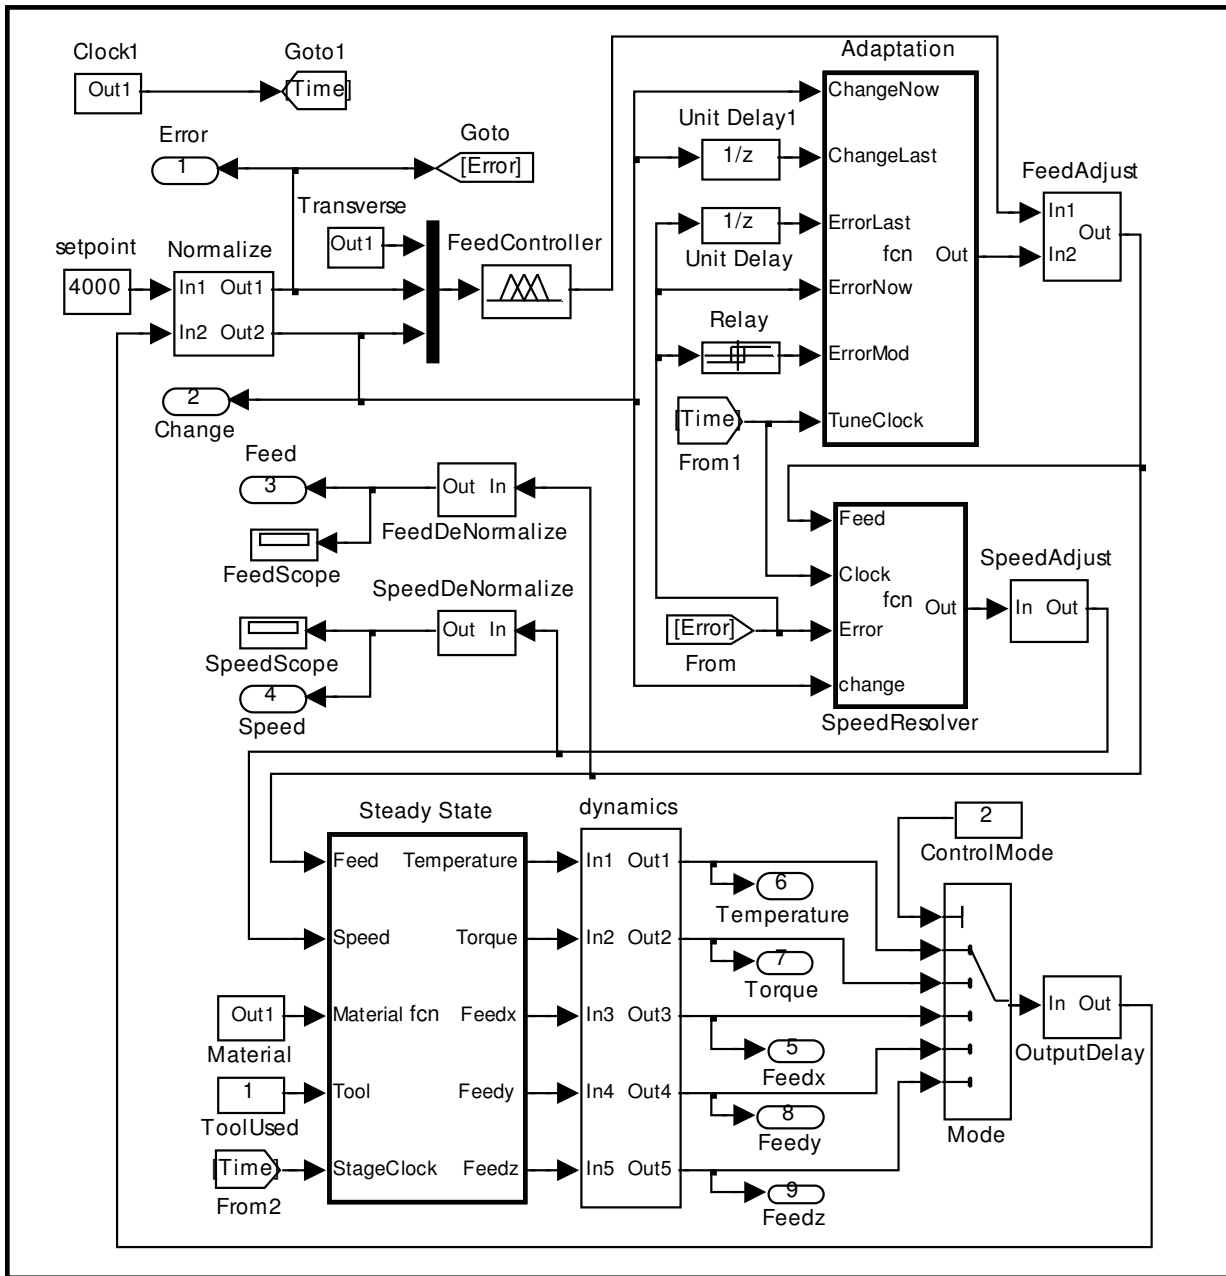 Clock1
Goto1
Adaptation
Out1
[Time]
ChangeNow
Error
Goto
Unit Delay1
1
[Error]
1/z
ChangeLast
FeedAdjust
Transverse
In1
Out1
FeedController
1/z
ErrorLast
Out
setpoint
Normalize
Unit Delay
fcn
Out
In2
4000
In1
Out1
ErrorNow
In2
Out2
Relay
ErrorMod
2
Change
[Time]
TuneClock
From1
Feed
3
Out
In
FeedDeNormalize
Feed
FeedScope
SpeedDeNormalize
Clock
SpeedAdjust
fcn
Out
In
Out
Out
In
[Error]
Error
SpeedScope
From
4
change
Speed
SpeedResolver
Steady State
dynamics
2
ControlMode
Feed
Temperature
In1
Out1
6
Temperature
Speed
Torque
In2
Out2
7
Torque
Out1
Material
fcn
Feedx
In3
Out3
In
Out
Material
OutputDelay
5
Feedx
1
Tool
Feedy
In4
Out4
ToolUsed
8
Mode
Feedy
[Time]
StageClock
Feedz
In5
Out5
From2
9
Feedz